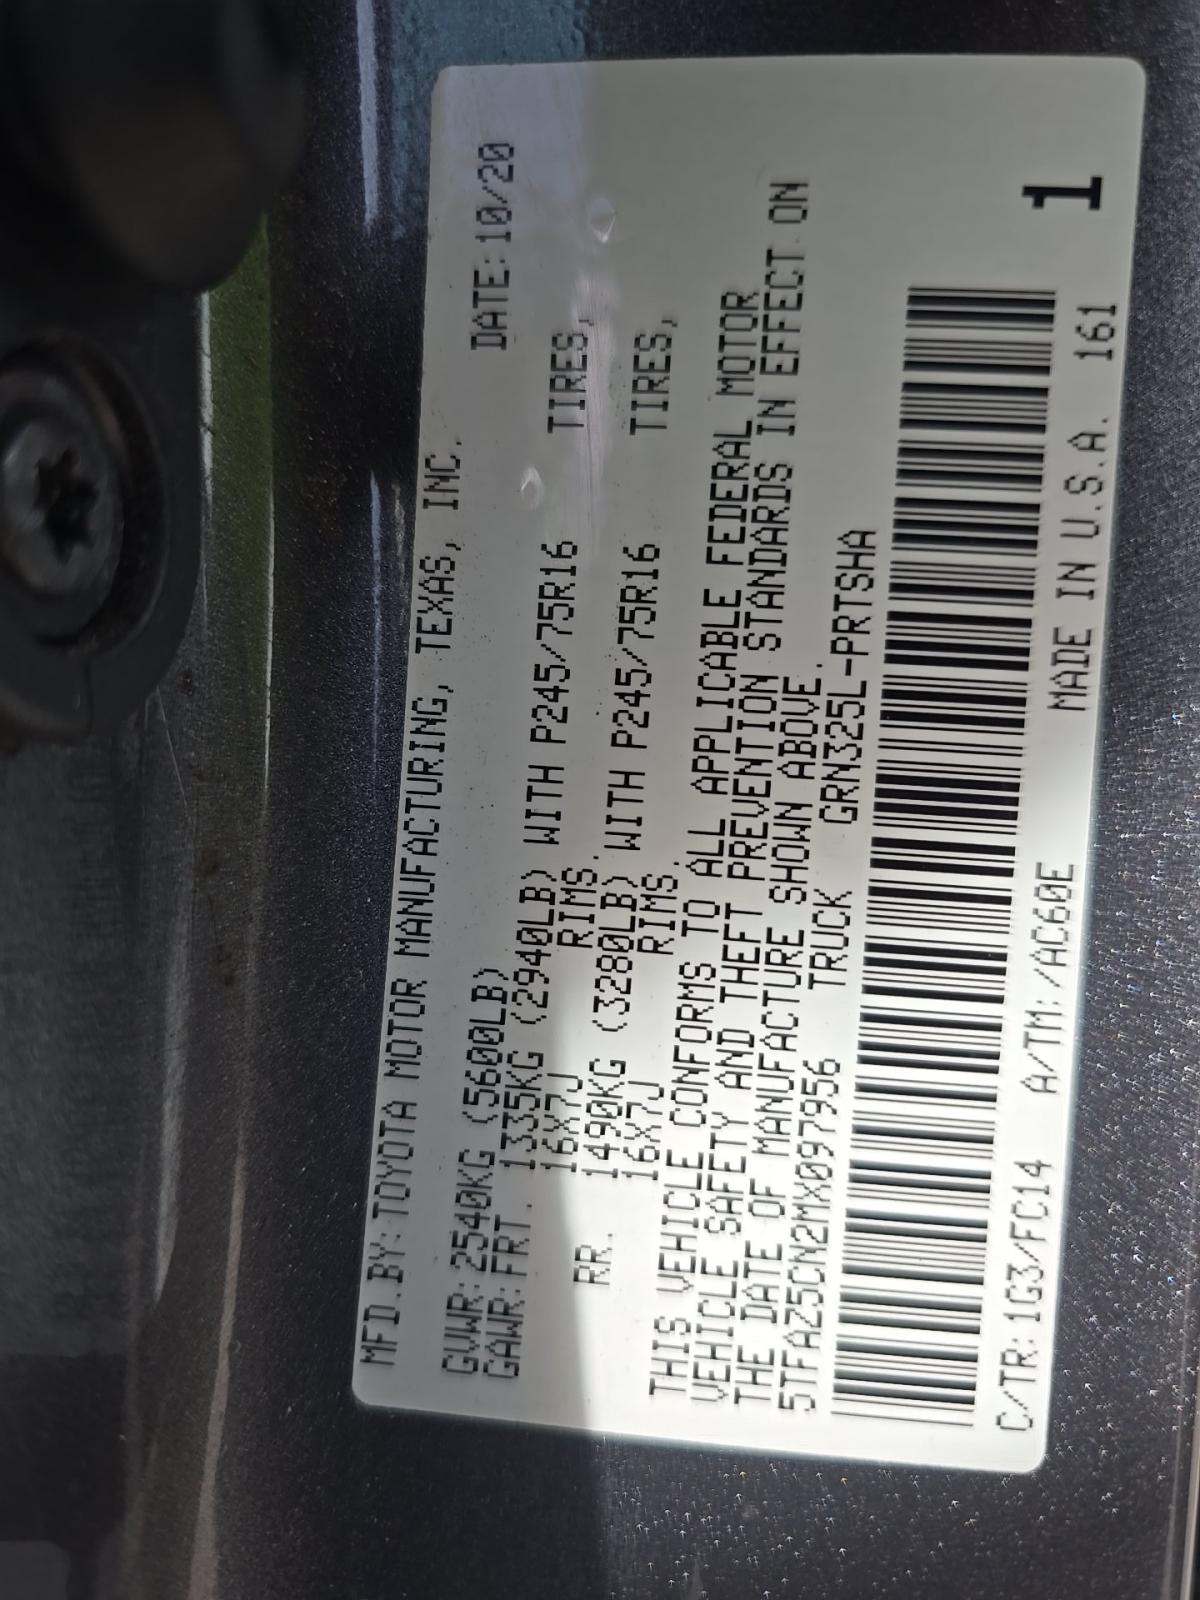 MFD.BY:TOYOTA MOTOR MANUFACTURING, TEXAS, INC.
DATE:10/20
GVWR:2540KG (5600LB)
GAWR:FRT. 1335KG (2940LB) WITH P245/75R16 TIRES,
16X7J RIMS.
RR. 1490KG (3280LB) WITH P245/75R16 TIRES,
16X7J RIMS.
THIS VEHICLE CONFORMS TO ALL APPLICABLE FEDERAL MOTOR
VEHICLE SAFETY AND THEFT PREVENTION STANDARDS IN EFFECT ON
THE DATE OF MANUFACTURE SHOWN ABOVE.
5TFAZ5CN2MX097956 TRUCK GRN325L-PRTSHA
C/TR:1G3/FC14 A/TM:/AC60E MADE IN U.S.A. 161
1